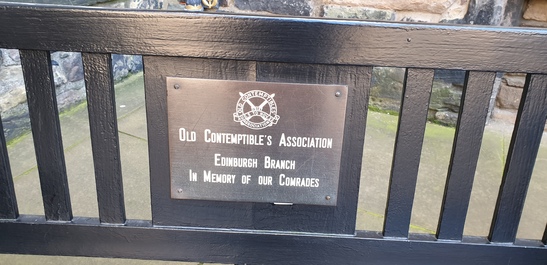 OLD CONTEMPTIBLE'S ASSOCIATION
EDINBURGH BRANCH
IN MEMORY OF OUR COMRADES